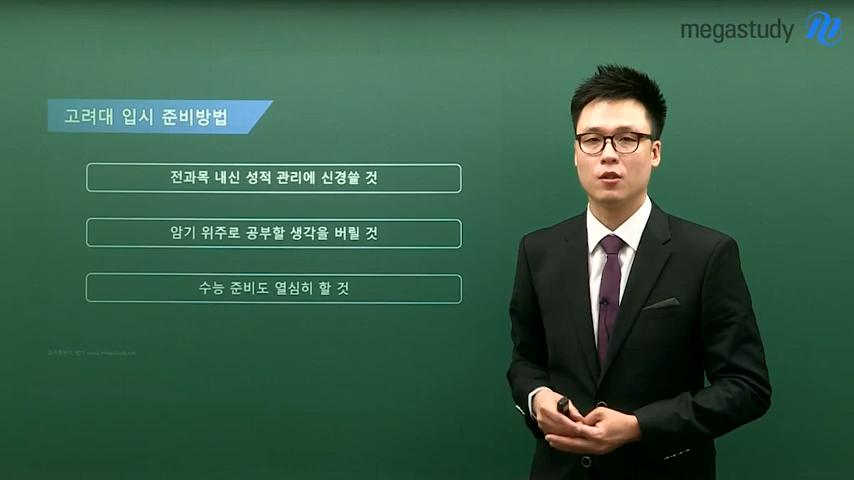 megastudy
고려대 입시 준비방법
전과목 내신 성적 관리에 신경쓸 것
암기 위주로 공부할 생각을 버릴 것
수능 준비도 열심히 할 것